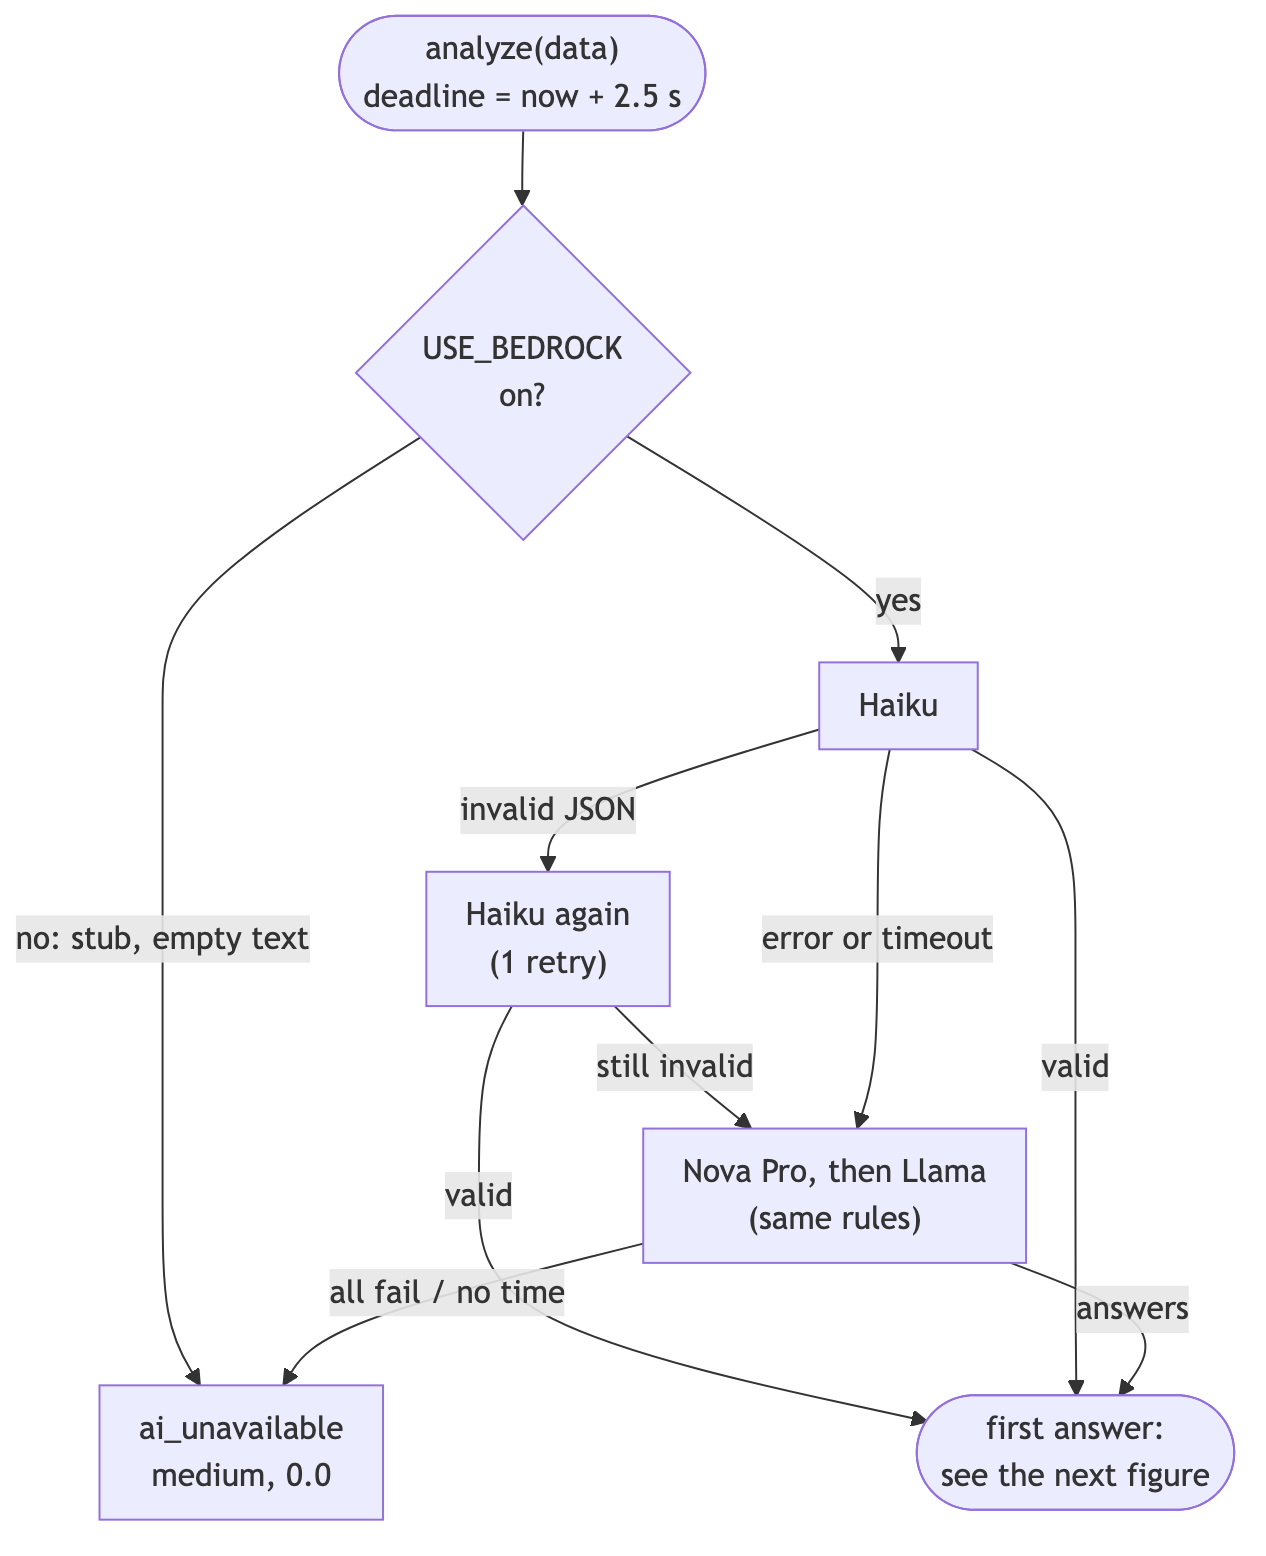 analyze(data)
deadline = now + 2.5 s
USE_BEDROCK
on?
yes
Haiku
invalid JSON
Haiku again
(1 retry)
no: stub, empty text
error or timeout
still invalid
valid
Nova Pro, then Llama
(same rules)
valid
all fail / no time
answers
ai_unavailable
medium, 0.0
first answer:
see the next figure